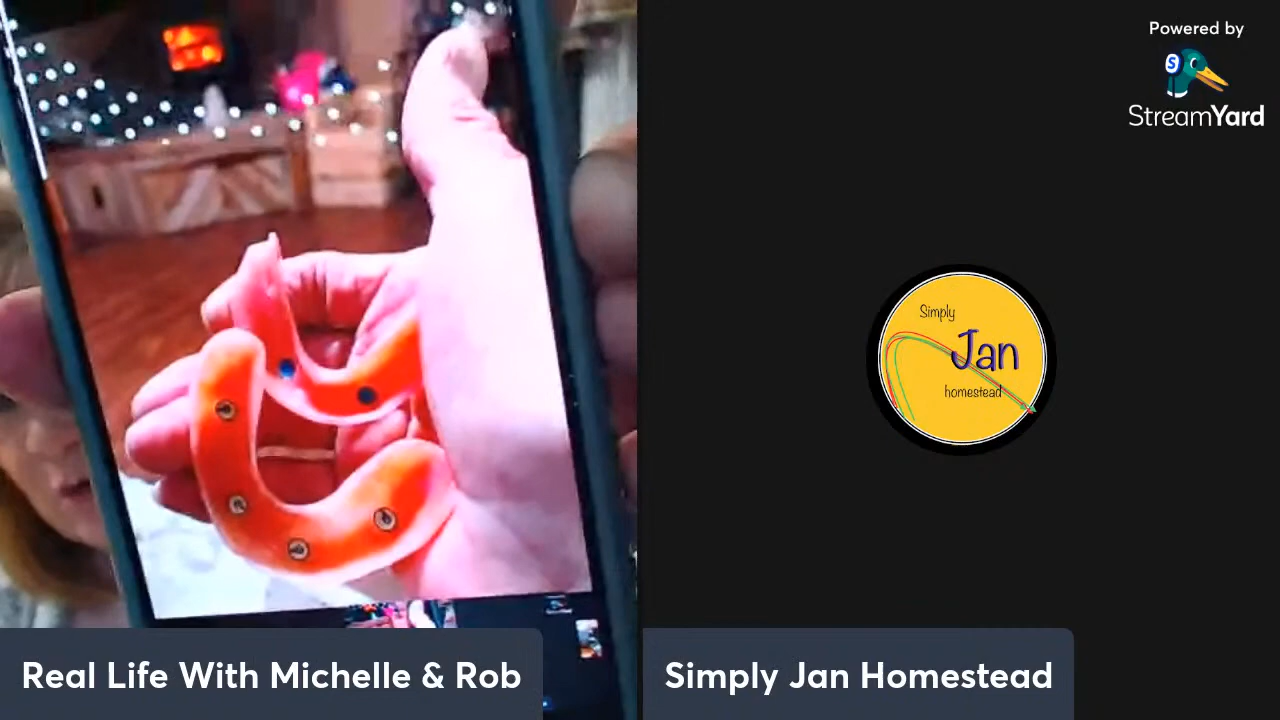 Powered by
S
StreamYard
Simply
Jan
homestead
Real Life With Michelle & Rob
Simply Jan Homestead